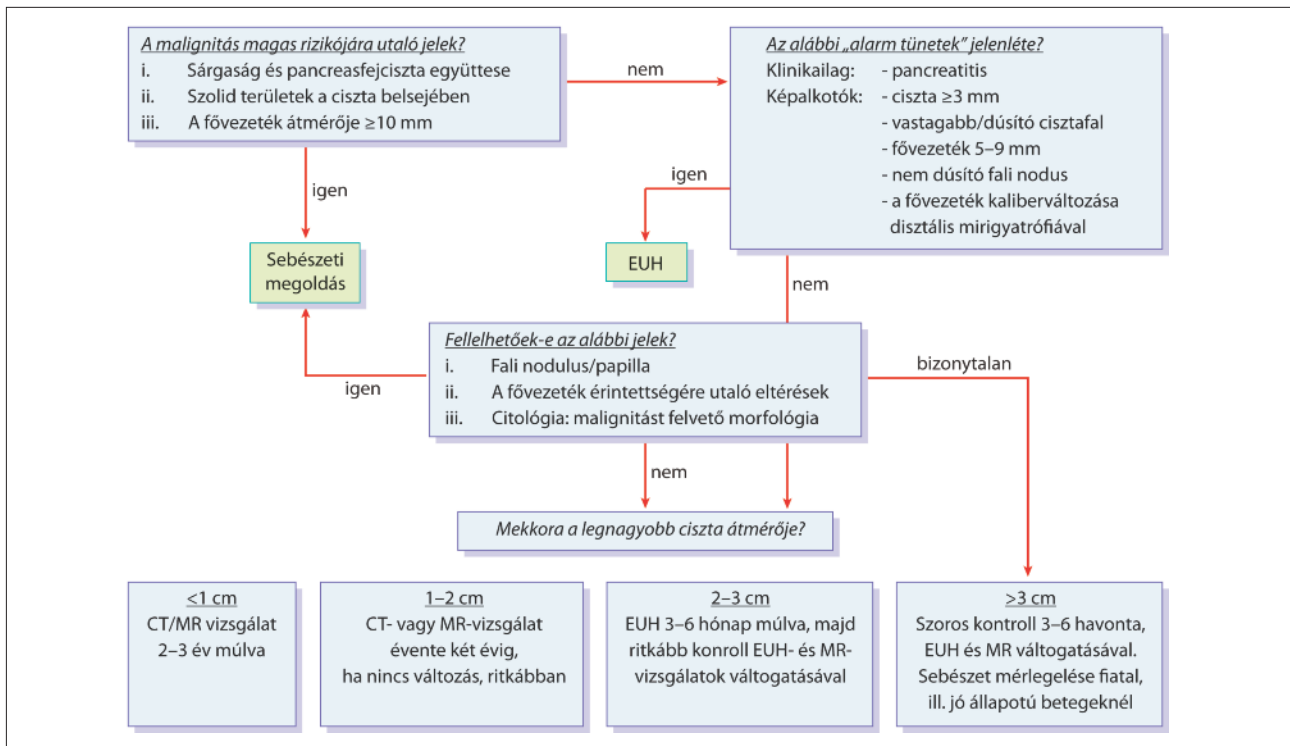 A malignitás magas rizikójára utaló jelek?
i. Sárgaság és pancreasfejciszta együttese
ii. Szolid területek a ciszta belsejében
iii. A fővezeték átmérője ≥10 mm
nem
Az alábbi „alarm tünetek” jelenléte?
Klinikailag: - pancreatitis
Képalkotók: - ciszta ≥3 mm
- vastagabb/dúsító cisztafal
- fővezeték 5–9 mm
- nem dúsító fali nodus
- a fővezeték kaliberváltozása
disztális mirigyatrófiával
igen
igen
Sebészeti
megoldás
EUH
nem
Fellelhetőek-e az alábbi jelek?
i. Fali nodulus/papilla
ii. A fővezeték érintettségére utaló eltérések
iii. Citológia: malignitást felvető morfológia
igen
bizonytalan
nem
Mekkora a legnagyobb ciszta átmérője?
<1 cm
CT/MR vizsgálat
2–3 év múlva
1–2 cm
CT- vagy MR-vizsgálat
évente két évig,
ha nincs változás, ritkábban
2–3 cm
EUH 3–6 hónap múlva, majd
ritkább konroll EUH- és MR-
vizsgálatok váltogatásával
>3 cm
Szoros kontroll 3–6 havonta,
EUH és MR váltogatásával.
Sebészet mérlegelése fiatal,
ill. jó állapotú betegeknél